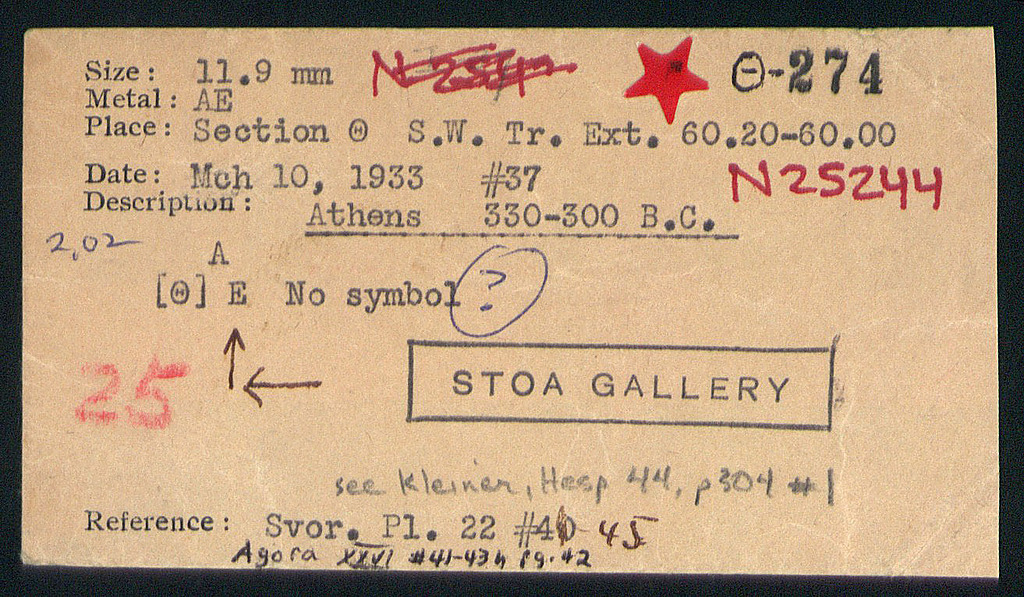 Size: 11.9 mm N 254 Θ-274
Metal: AE
Place: Section Θ S.W. Tr. Ext. 60.20-60.00
Date: Mch 10, 1933 #37 N25244
Description: Athens 330-300 B.C.
2,02
A
[Θ] E No symbol ?
25
STOA GALLERY
see Kleiner, Hesp 44, p304 #1
Reference: Svor. Pl. 22 #40-45
Agora XXVI #41-43h pg. 42